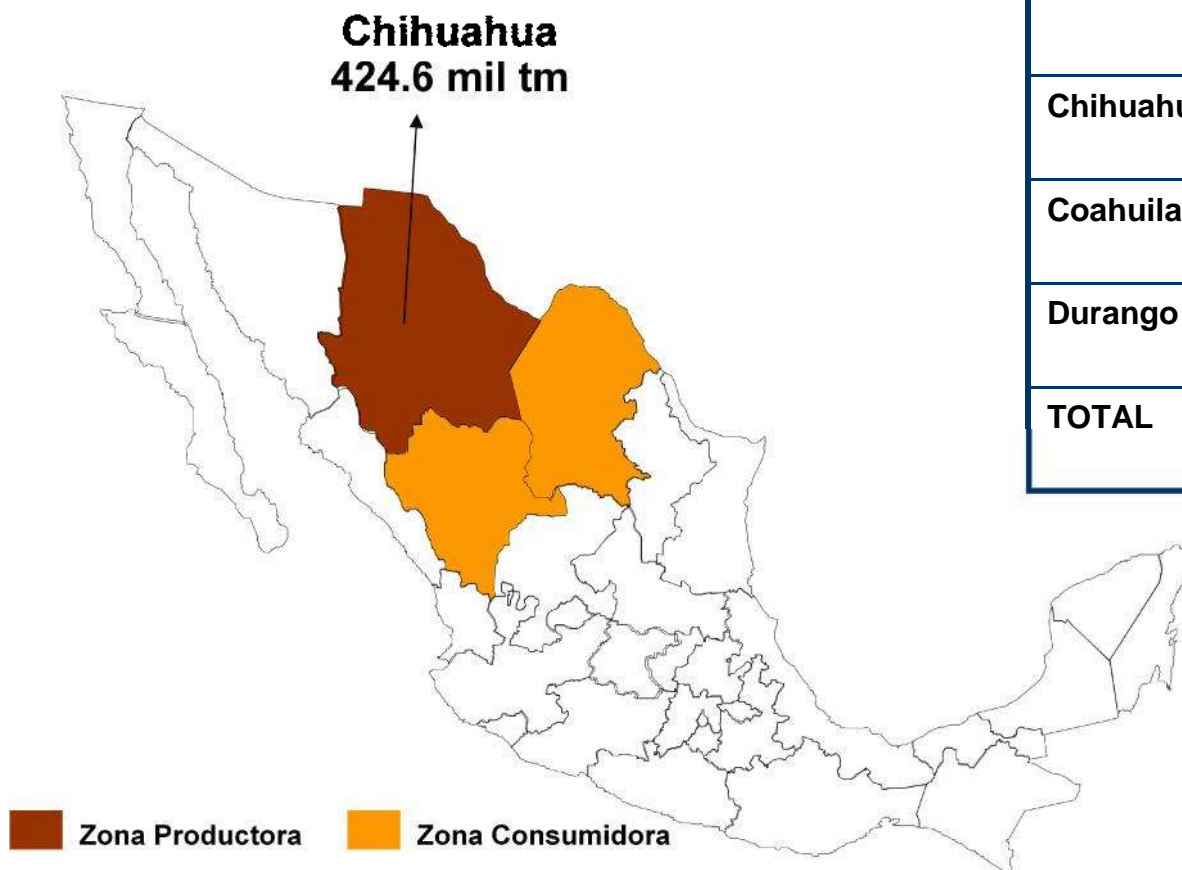 Chihuahua
424.6 mil tm
Chihuahu
Coahuila
Durango
TOTAL
Zona Productora
Zona Consumidora